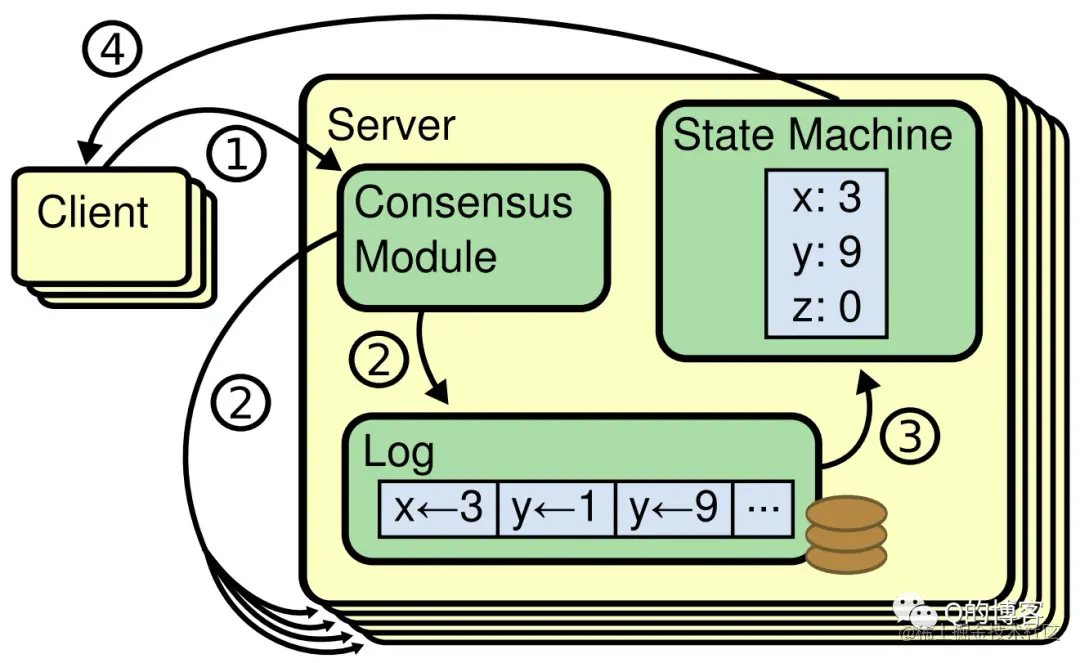 ④
①
Server
State Machine
Client
Consensus
Module
x: 3
y: 9
z: 0
②
②
③
Log
x←3 y←1 y←9 ...
Q的博客
@稀土掘金技术社区